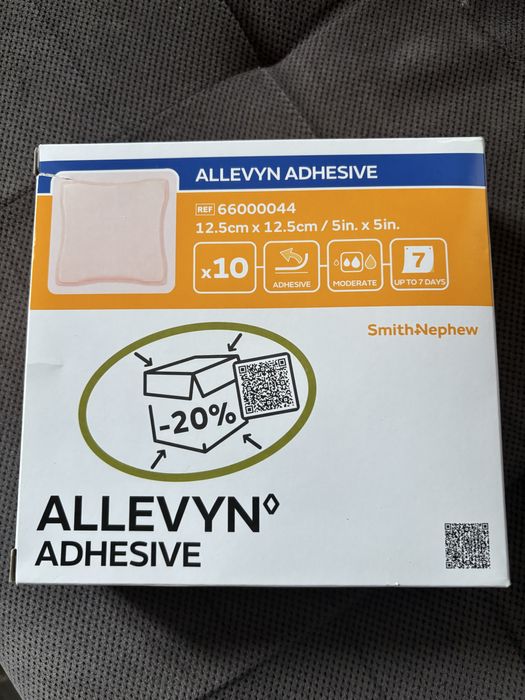 ALLEVYN ADHESIVE
REF 66000044
12.5cm x 12.5cm / 5in. x 5in.
x10
ADHESIVE
MODERATE
7
UP TO 7 DAYS
Smith+Nephew
-20%
ALLEVYN◊
ADHESIVE